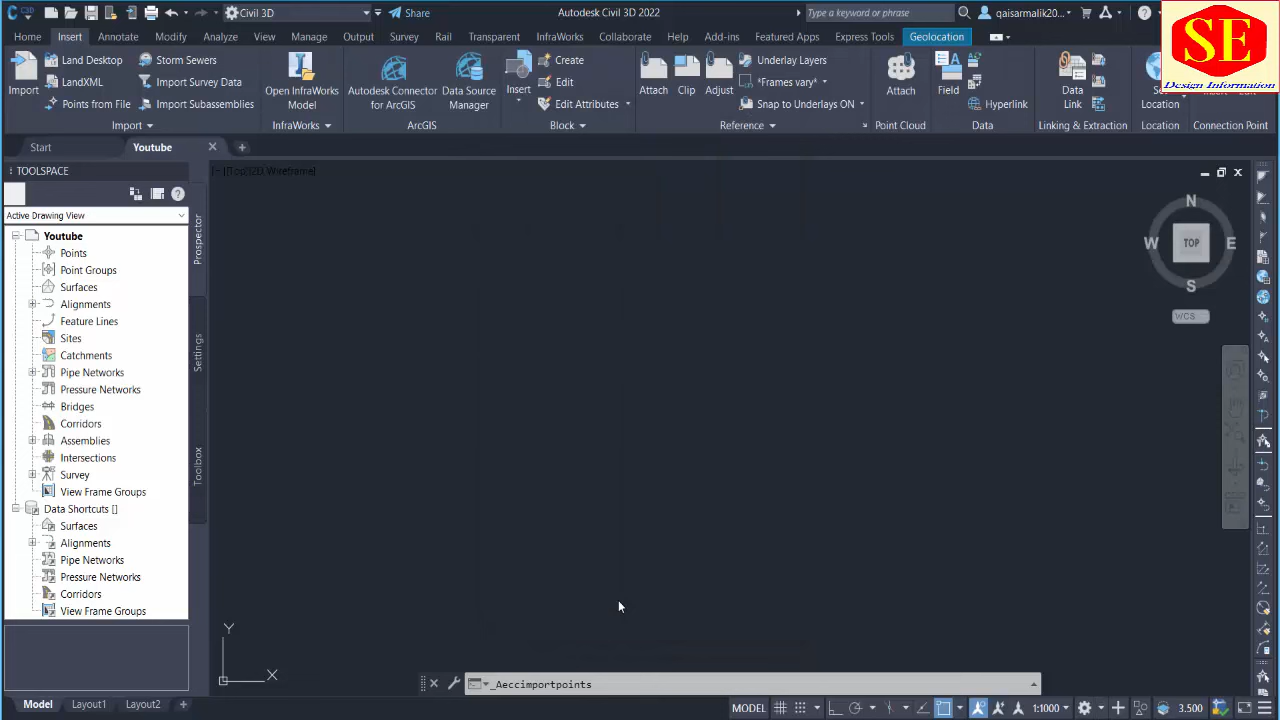 C3D Civil 3D Share Autodesk Civil 3D 2022 Type a keyword or phrase qaisarmalik20...
Home Insert Annotate Modify Analyze View Manage Output Survey Rail Transport InfraWorks Collaborate Help Add-ins Featured Apps Express Tools Geolocation
SE
Design Information
Import
Land Desktop
LandXML
Points from File
Storm Sewers
Import Survey Data
Import Subassemblies
Open InfraWorks
Model
Autodesk Connector
for ArcGIS
Data Source
Manager
Insert
Create
Edit
Edit Attributes
Attach Clip Adjust
Underlay Layers
*Frames vary*
Snap to Underlays ON
Attach
Field
Hyperlink
Data
Link
Location
Import InfraWorks ArcGIS Block Reference Point Cloud Data Linking & Extraction Location Connection Point
Start Youtube
TOOLSPACE
[-][Top][2D Wireframe]
Active Drawing View
Youtube
Points
Point Groups
Surfaces
Alignments
Feature Lines
Sites
Catchments
Pipe Networks
Pressure Networks
Bridges
Corridors
Assemblies
Intersections
Survey
View Frame Groups
Data Shortcuts []
Surfaces
Alignments
Pipe Networks
Pressure Networks
Corridors
View Frame Groups
Prospector
Settings
Toolbox
N
W TOP E
S
WCS
Y
X
_Aeccimportpoints
Model Layout1 Layout2 MODEL 1:1000 3.500